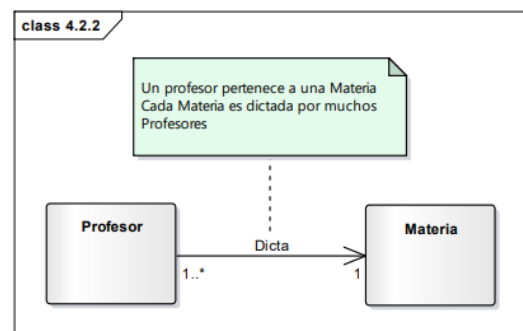 class 4.2.2
Un profesor pertenece a una Materia
Cada Materia es dictada por muchos
Profesores
Profesor
Materia
Dicta
1..*
1